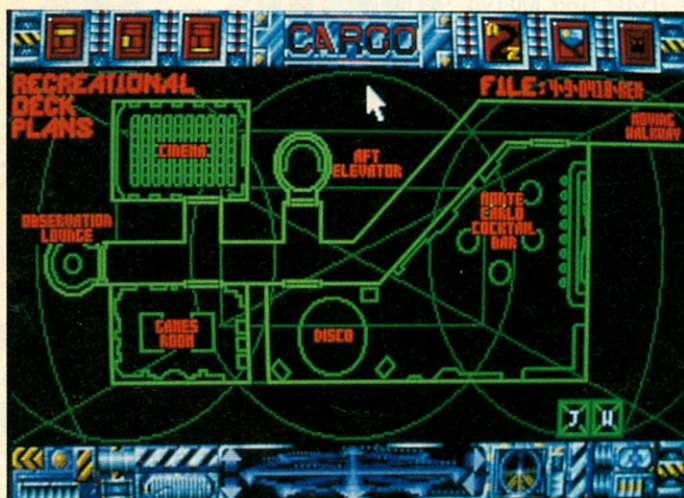 CARGO
RECREATIONAL
DECK
PLANS
FILE:4•9•0418•REK
MOVING
WALKWAY
CINEMA
AFT
ELEVATOR
OBSERVATION
LOUNGE
MONTE
CARLO
COCKTAIL
BAR
GAMES
ROOM
DISCO
J W